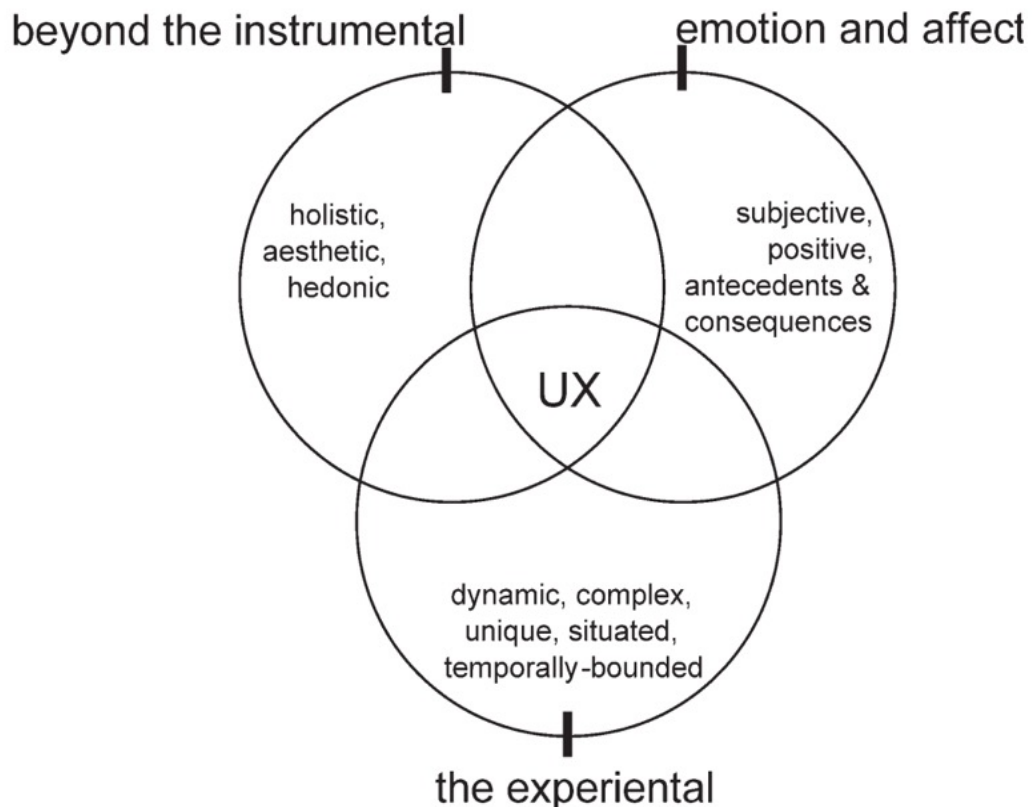 beyond the instrumental
emotion and affect
holistic,
aesthetic,
hedonic
subjective,
positive,
antecedents &
consequences
UX
dynamic, complex,
unique, situated,
temporally-bounded
the experiental